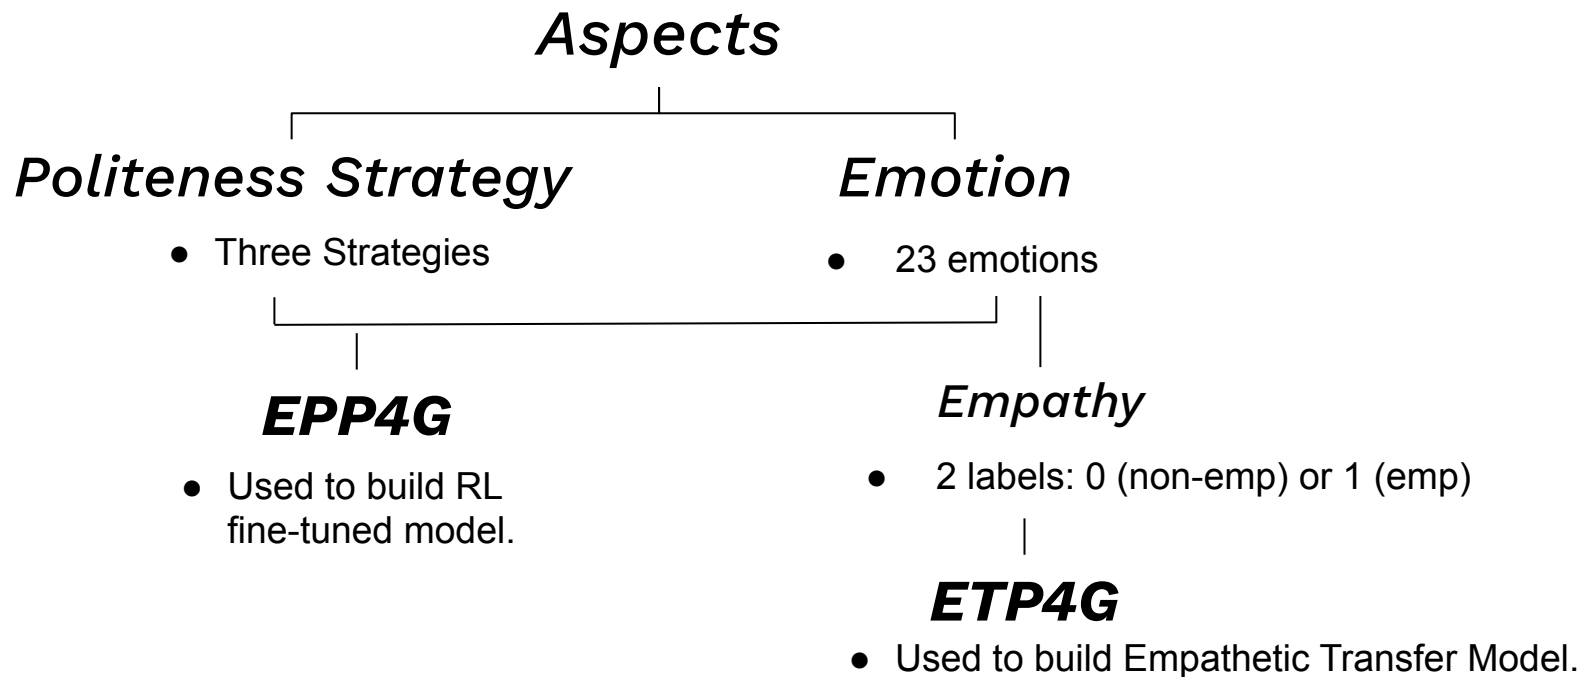 Aspects
Politeness Strategy
Emotion
● Three Strategies
● 23 emotions
EPP4G
Empathy
● Used to build RL
fine-tuned model.
● 2 labels: 0 (non-emp) or 1 (emp)
ETP4G
● Used to build Empathetic Transfer Model.